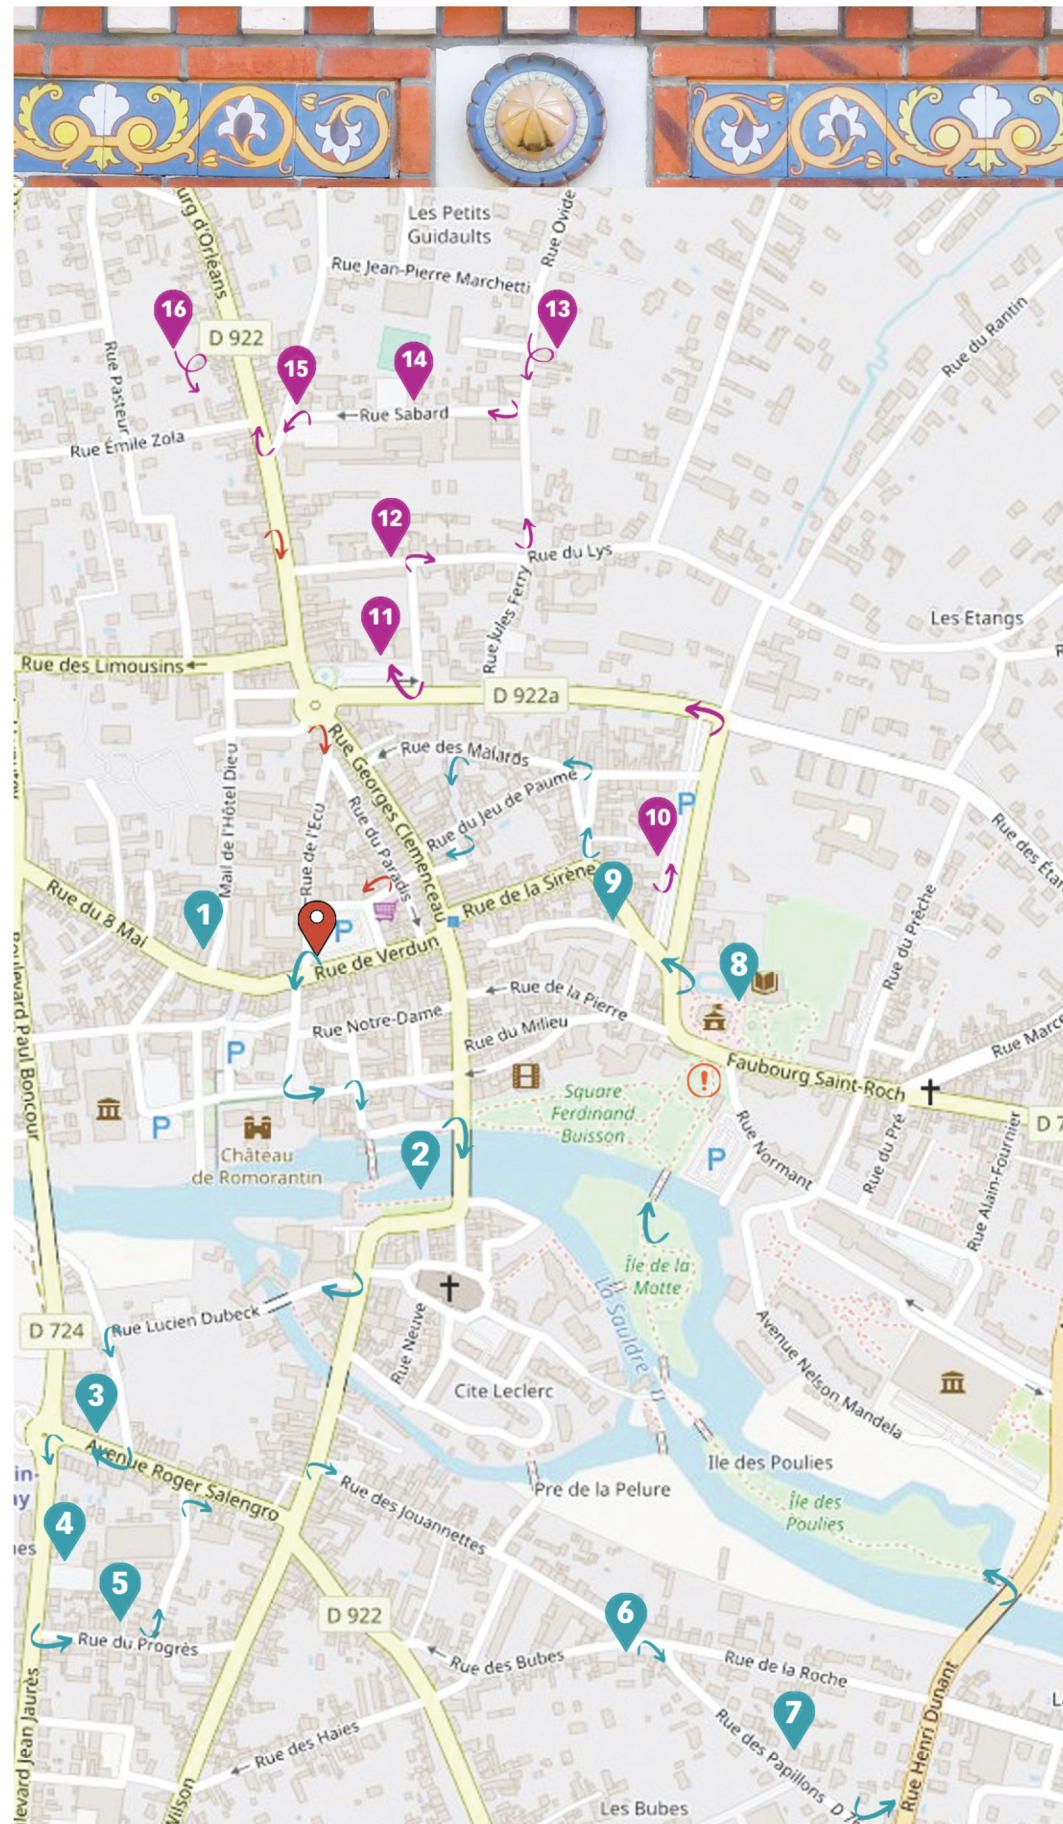 Les Petits
Guidaults
Rue Ovide
Rue Jean-Pierre Marchetti
16
13
D 922
Rue du Rantin
15
14
Rue Pasteur
Rue Sabard
Rue Émile Zola
12
Rue du Lys
11
Rue Jules Ferry
Les Etangs
Rue des Limousins
D 922a
Rue Georges Clemenceau
Rue des Malards
Mail de l'Hôtel Dieu
Rue de l'Ecu
Rue du Paradis
Rue du Jeu de Paume
P
10
Rue du 8 Mai
1
9
Rue de la Sirène
P
Rue de Verdun
8
Rue du Prêche
Rue de la Pierre
Rue Notre-Dame
Rue du Milieu
P
Faubourg Saint-Roch
Boulevard Paul Boncour
Square
Ferdinand
Buisson
P
Château
de Romorantin
2
Rue Normant
P
Rue du Pré
Rue Alain-Fournier
Île de la
Motte
La Sauldre
Rue Lucien Dubeck
D 724
Rue Neuve
Avenue Nelson Mandela
3
Cite Leclerc
Avenue Roger Salengro
Ile des Poulies
Rue des Jouannettes
Pre de la Pelure
Île des
Poulies
4
5
6
D 922
Rue du Progrès
Rue des Bubes
Rue de la Roche
7
Rue des Haies
Rue des Papillons
Rue Henri Dunant
Les Bubes